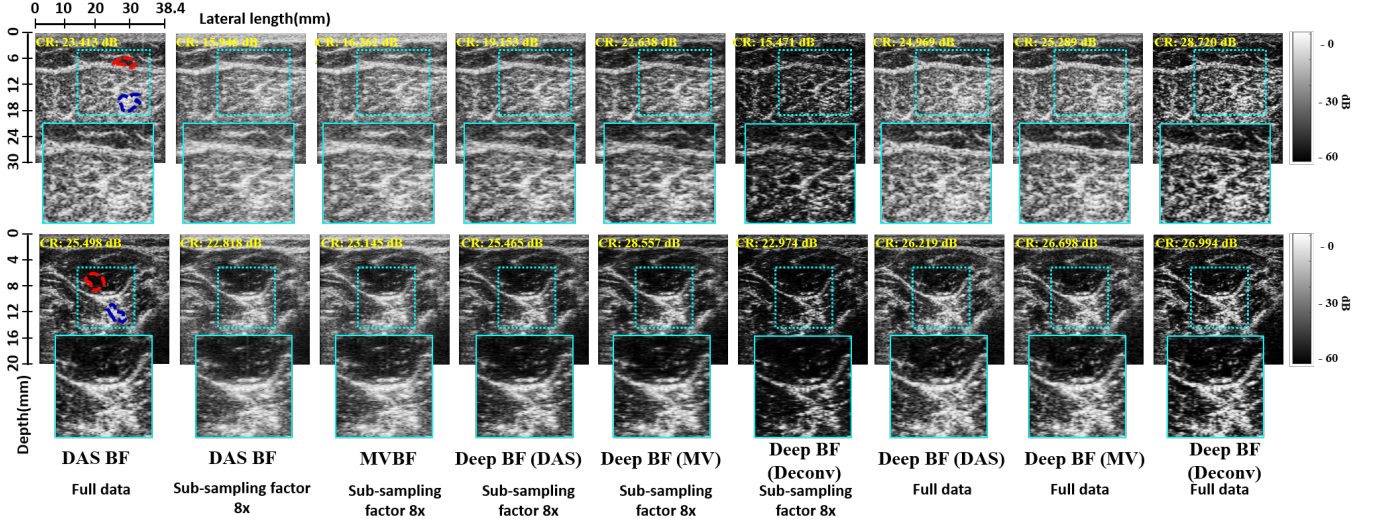 0 10 20 30 38.4
Lateral length(mm)
0 6 12 18 24 30
CR: 23.413 dB
CR: 15.946 dB
CR: 16.262 dB
CR: 19.153 dB
CR: 22.638 dB
CR: 15.471 dB
CR: 24.969 dB
CR: 25.289 dB
CR: 28.720 dB
- 0
- 30
- 60
dB
0 4 8 12 16 20
Depth(mm)
CR: 25.498 dB
CR: 22.818 dB
CR: 23.145 dB
CR: 25.465 dB
CR: 28.557 dB
CR: 22.974 dB
CR: 26.219 dB
CR: 26.698 dB
CR: 26.994 dB
- 0
- 30
- 60
dB
DAS BF
Full data
DAS BF
Sub-sampling factor
8x
MVBF
Sub-sampling
factor 8x
Deep BF (DAS)
Sub-sampling
factor 8x
Deep BF (MV)
Sub-sampling
factor 8x
Deep BF
(Deconv)
Sub-sampling
factor 8x
Deep BF (DAS)
Full data
Deep BF (MV)
Full data
Deep BF
(Deconv)
Full data